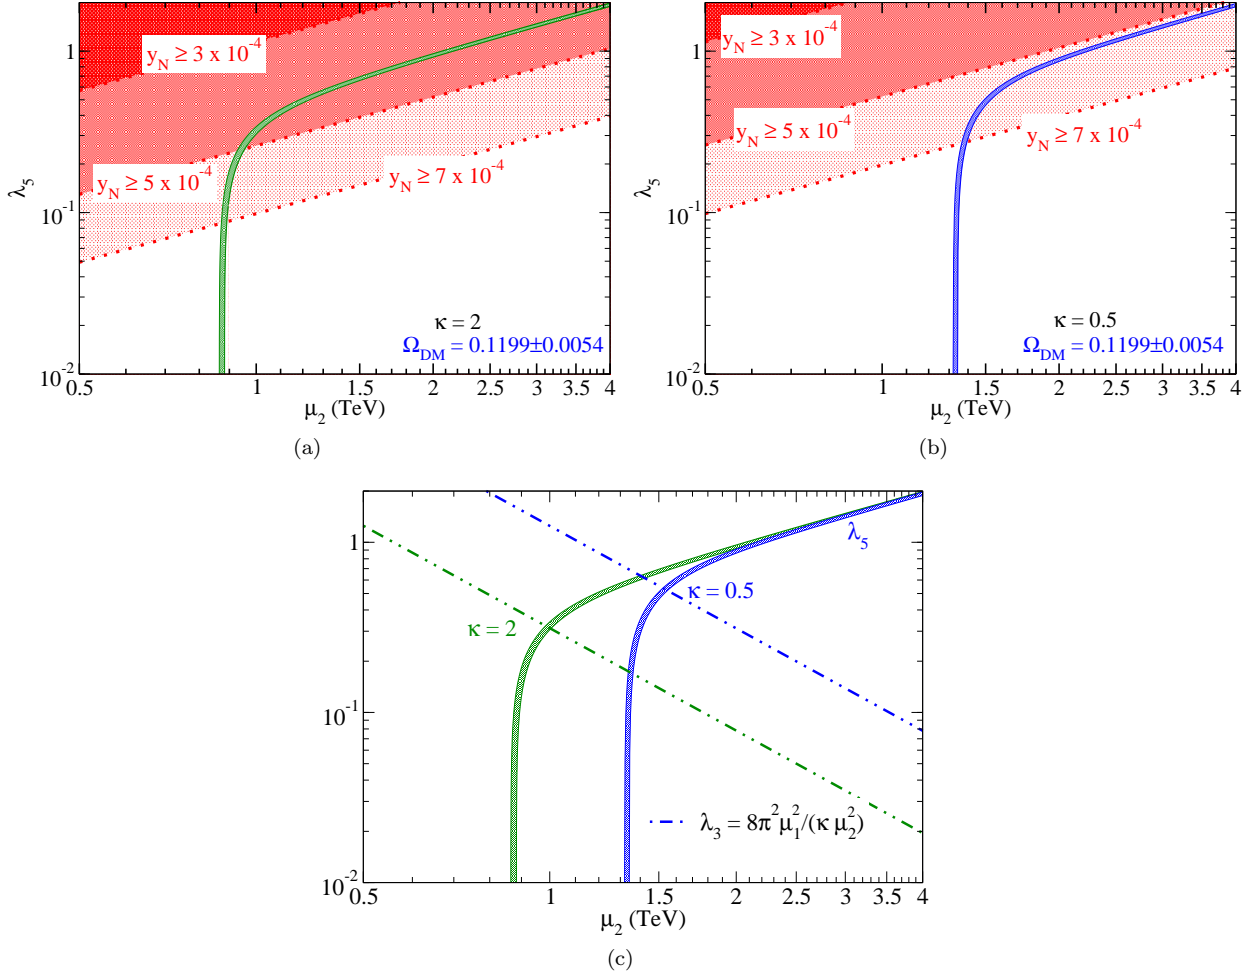 y_N ≥ 3 x 10^-4
y_N ≥ 5 x 10^-4
y_N ≥ 7 x 10^-4
κ = 2
Ω_DM = 0.1199±0.0054
λ_5
1
10^-1
10^-2
0.5 1 1.5 2 2.5 3 3.5 4
μ_2 (TeV)
(a)
y_N ≥ 3 x 10^-4
y_N ≥ 5 x 10^-4
y_N ≥ 7 x 10^-4
κ = 0.5
Ω_DM = 0.1199±0.0054
λ_5
1
10^-1
10^-2
0.5 1 1.5 2 2.5 3 3.5 4
μ_2 (TeV)
(b)
λ_5
κ = 0.5
κ = 2
λ_3 = 8π^2 μ_1^2/(κ μ_2^2)
1
10^-1
10^-2
0.5 1 1.5 2 2.5 3 3.5 4
μ_2 (TeV)
(c)